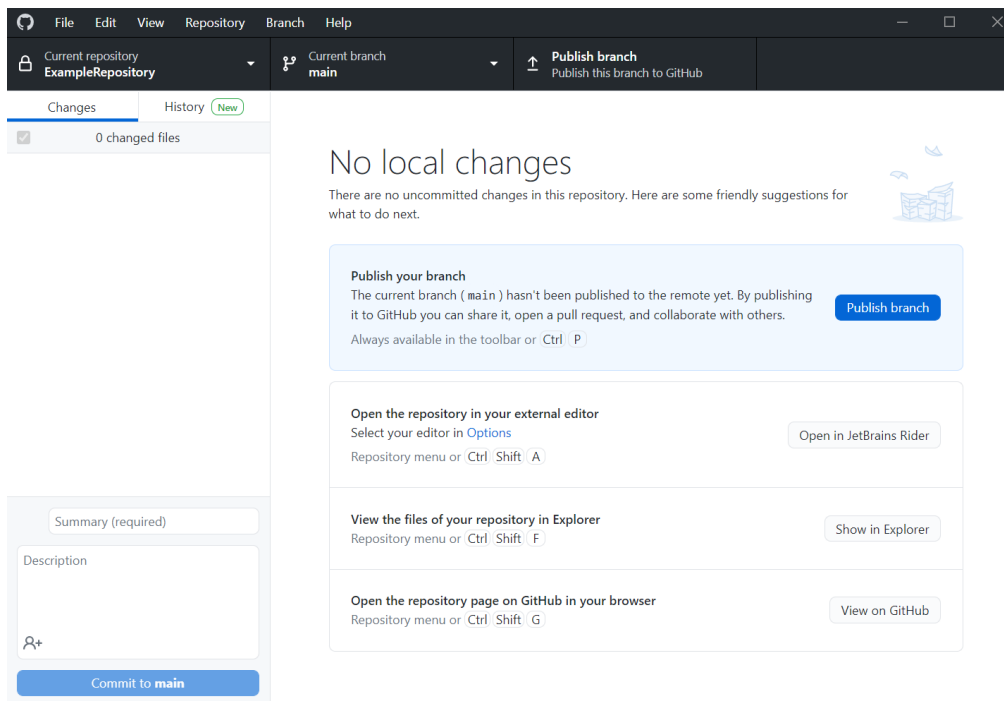 File Edit View Repository Branch Help
Current repository
ExampleRepository
Current branch
main
Publish branch
Publish this branch to GitHub
Changes
History New
0 changed files
No local changes
There are no uncommitted changes in this repository. Here are some friendly suggestions for
what to do next.
Publish your branch
The current branch ( main ) hasn't been published to the remote yet. By publishing
it to GitHub you can share it, open a pull request, and collaborate with others.
Always available in the toolbar or Ctrl P
Publish branch
Open the repository in your external editor
Select your editor in Options
Repository menu or Ctrl Shift A
Open in JetBrains Rider
View the files of your repository in Explorer
Repository menu or Ctrl Shift F
Show in Explorer
Open the repository page on GitHub in your browser
Repository menu or Ctrl Shift G
View on GitHub
Summary (required)
Description
Commit to main